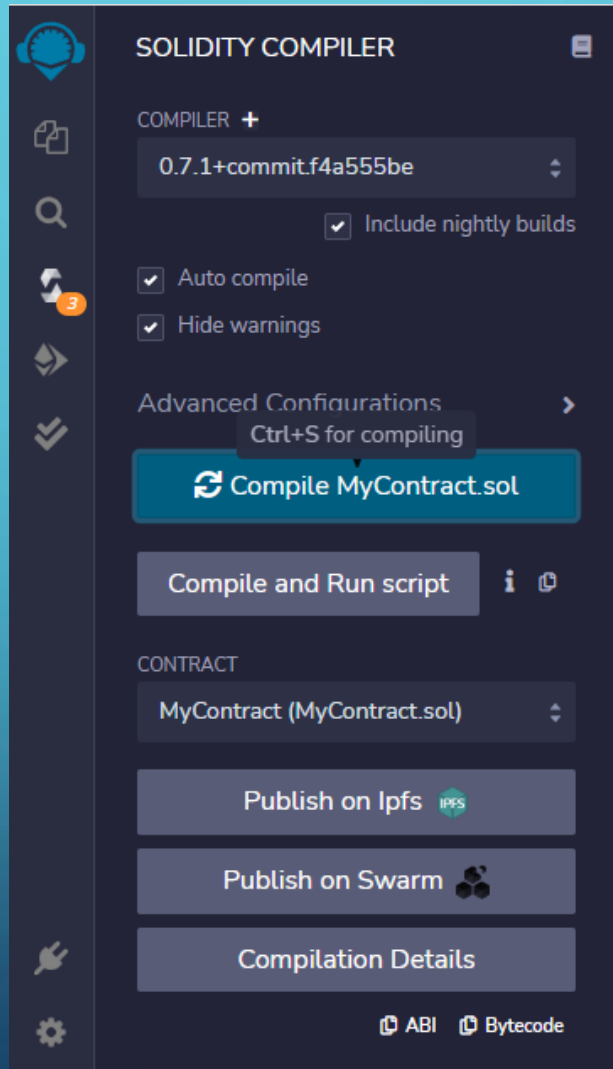 SOLIDITY COMPILER
COMPILER +
0.7.1+commit.f4a555be
Include nightly builds
Auto compile
3
Hide warnings
Advanced Configurations
Ctrl+S for compiling
Compile MyContract.sol
Compile and Run script
CONTRACT
MyContract (MyContract.sol)
Publish on Ipfs IPFS
Publish on Swarm
Compilation Details
ABI Bytecode